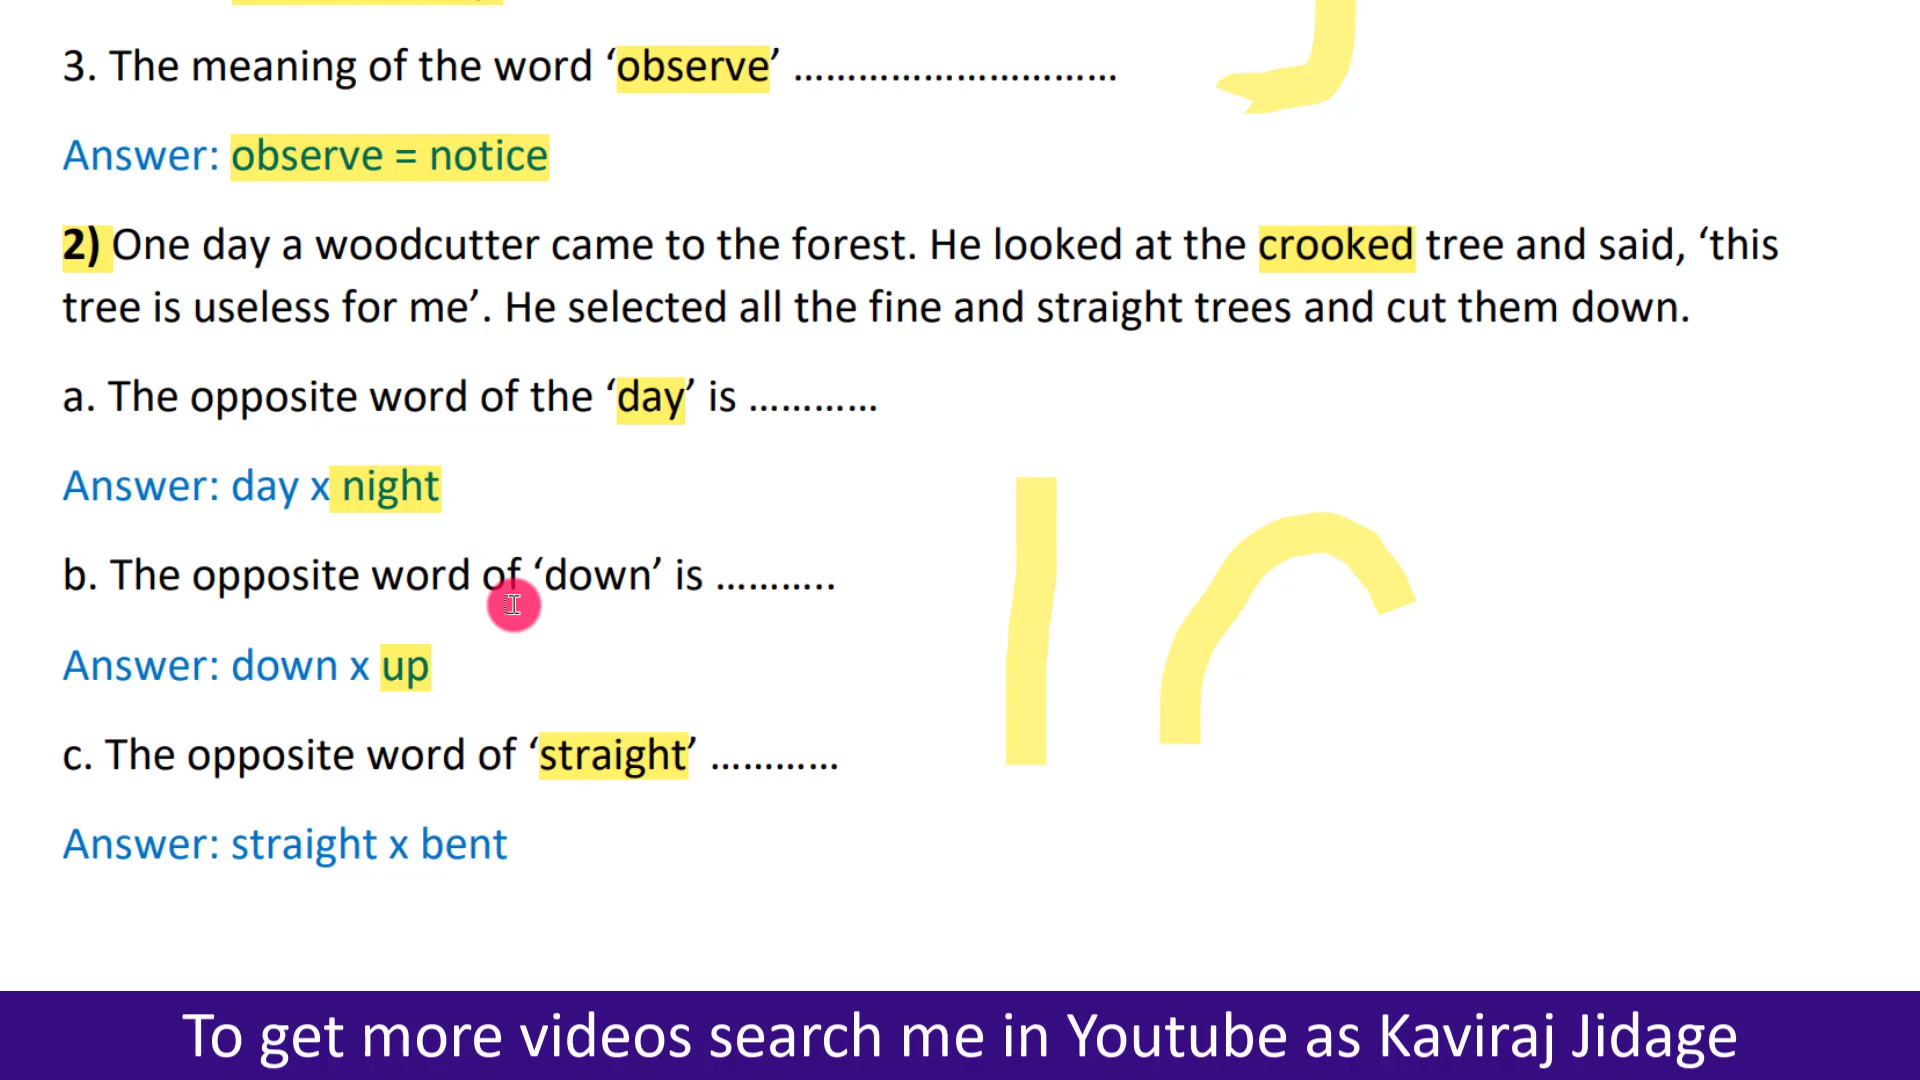 3. The meaning of the word ‘observe’ …………………………
Answer: observe = notice
2) One day a woodcutter came to the forest. He looked at the crooked tree and said, ‘this
tree is useless for me’. He selected all the fine and straight trees and cut them down.
a. The opposite word of the ‘day’ is …………
Answer: day x night
b. The opposite word of ‘down’ is ………..
Answer: down x up
c. The opposite word of ‘straight’ …………
Answer: straight x bent
To get more videos search me in Youtube as Kaviraj Jidage